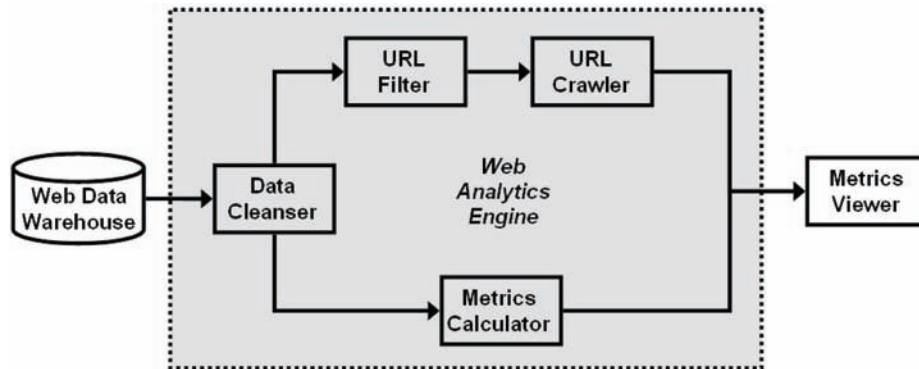 URL
Filter
URL
Crawler
Web Data
Warehouse
Data
Cleanser
Web
Analytics
Engine
Metrics
Viewer
Metrics
Calculator